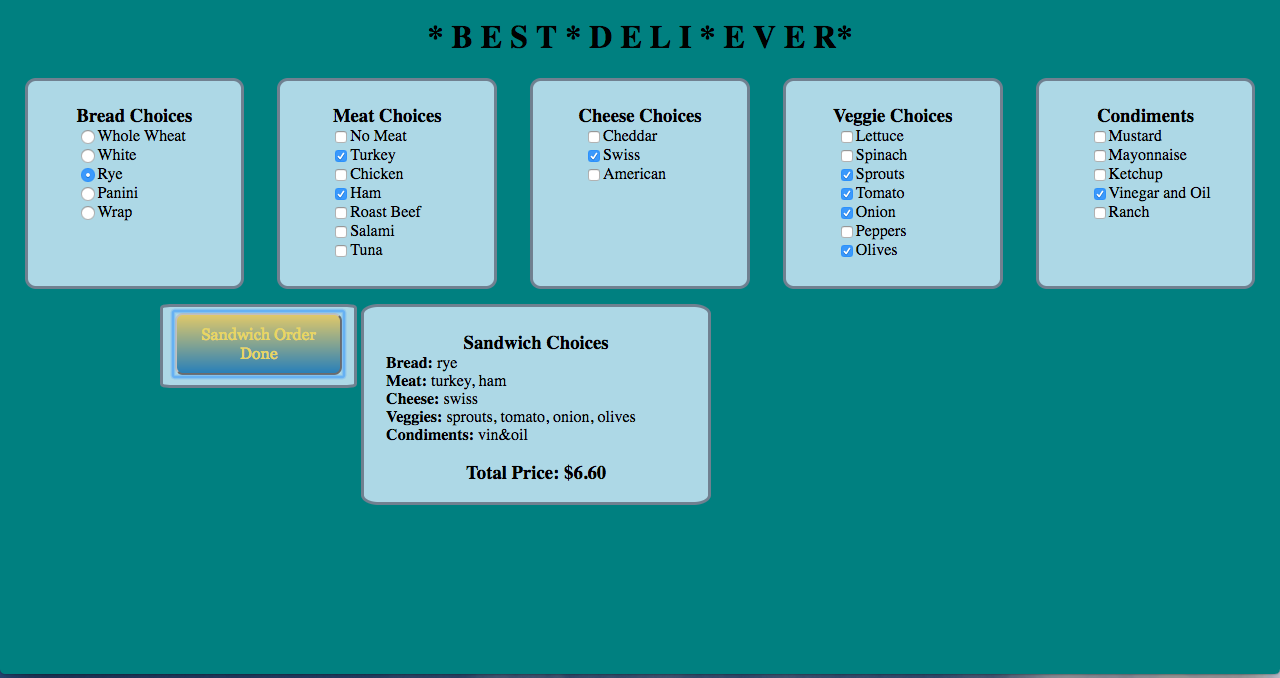 * B E S T * D E L I * E V E R*
Bread Choices
Whole Wheat
White
Rye
Panini
Wrap
Meat Choices
No Meat
Turkey
Chicken
Ham
Roast Beef
Salami
Tuna
Cheese Choices
Cheddar
Swiss
American
Veggie Choices
Lettuce
Spinach
Sprouts
Tomato
Onion
Peppers
Olives
Condiments
Mustard
Mayonnaise
Ketchup
Vinegar and Oil
Ranch
Sandwich Order
Done
Sandwich Choices
Bread: rye
Meat: turkey, ham
Cheese: swiss
Veggies: sprouts, tomato, onion, olives
Condiments: vin&oil
Total Price: $6.60